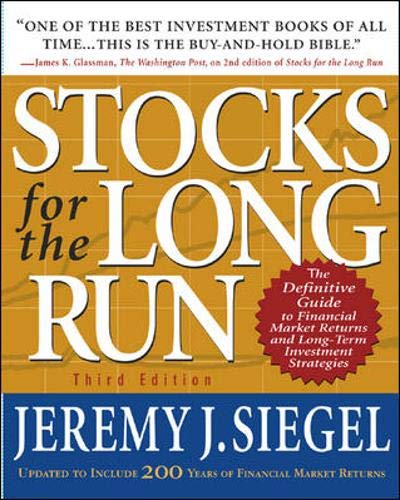 “ONE OF THE BEST INVESTMENT BOOKS OF ALL
TIME...THIS IS THE BUY-AND-HOLD BIBLE.”
—James K. Glassman, The Washington Post, on 2nd edition of Stocks for the Long Run
STOCKS
for the LONG
RUN
The
Definitive
Guide
to Financial
Market Returns
and Long-Term
Investment
Strategies
Third Edition
JEREMY J. SIEGEL
UPDATED TO INCLUDE 200 YEARS OF FINANCIAL MARKET RETURNS